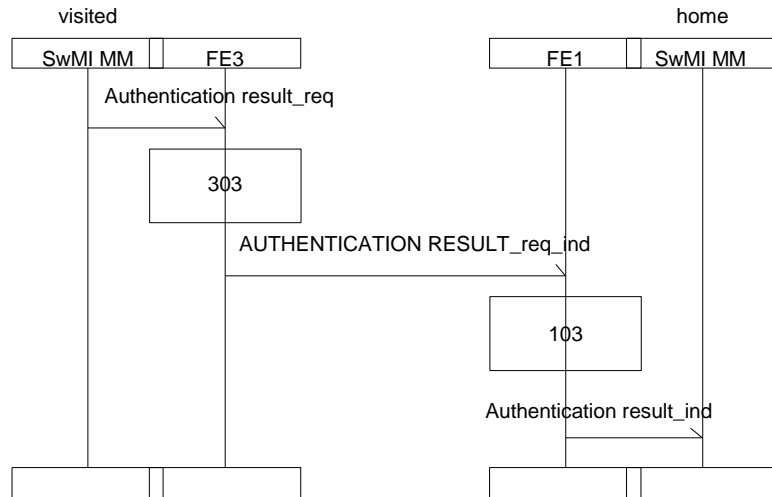 visited
home
SwMI MM
FE3
FE1
SwMI MM
Authentication result_req
303
AUTHENTICATION RESULT_req_ind
103
Authentication result_ind